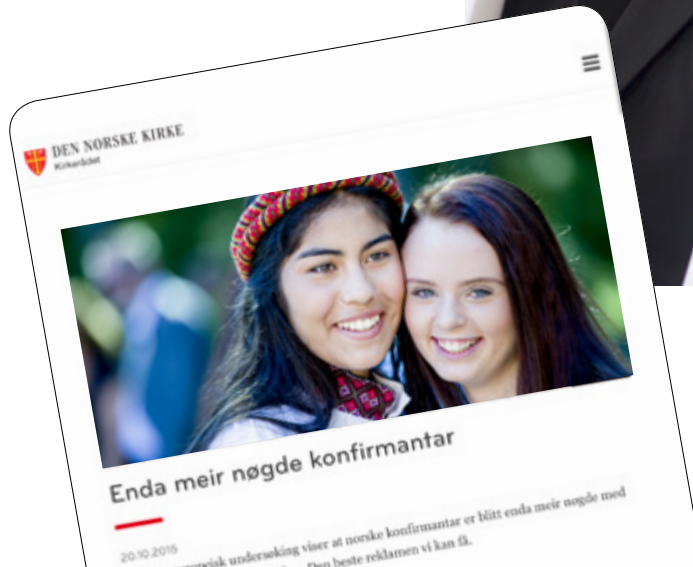 DEN NORSKE KIRKE
Kirkerådet
Enda meir nøgde konfirmantar
20.10.2015
undersøking viser at norske konfirmantar er blitt enda meir nøgde med
Den beste reklamen vi kan få.